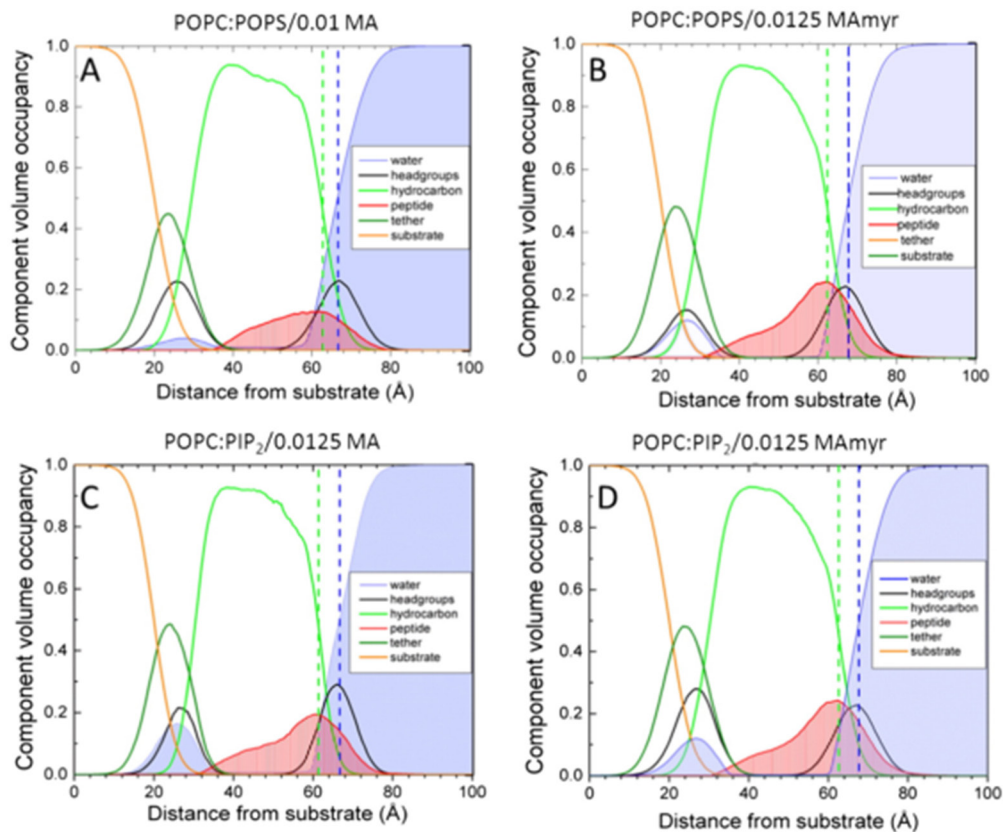 POPC:POPS/0.01 MA
A
1.0
0.8
0.6
0.4
0.2
0.0
Component volume occupancy
water
headgroups
hydrocarbon
peptide
tether
substrate
0 20 40 60 80 100
Distance from substrate (Å)
POPC:POPS/0.0125 MAmyr
B
1.0
0.8
0.6
0.4
0.2
0.0
Component volume occupancy
water
headgroups
hydrocarbon
peptide
tether
substrate
0 20 40 60 80 100
Distance from substrate (Å)
POPC:PIP₂/0.0125 MA
C
1.0
0.8
0.6
0.4
0.2
0.0
Component volume occupancy
water
headgroups
hydrocarbon
peptide
tether
substrate
0 20 40 60 80 100
Distance from substrate (Å)
POPC:PIP₂/0.0125 MAmyr
D
1.0
0.8
0.6
0.4
0.2
0.0
Component volume occupancy
water
headgroups
hydrocarbon
peptide
tether
substrate
0 20 40 60 80 100
Distance from substrate (Å)